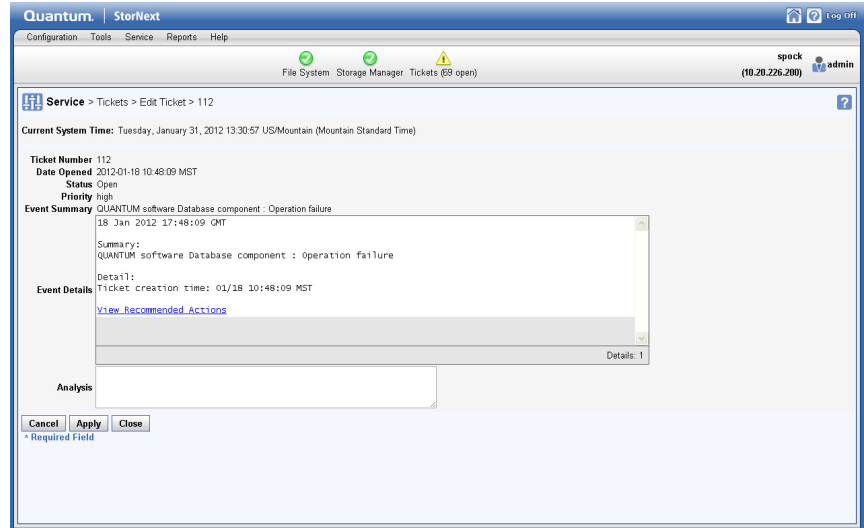 Quantum. StorNext Log Off
Configuration Tools Service Reports Help
File System Storage Manager Tickets (69 open)
spock
(10.20.226.200)
admin
Service > Tickets > Edit Ticket > 112
Current System Time: Tuesday, January 31, 2012 13:30:57 US/Mountain (Mountain Standard Time)
Ticket Number 112
Date Opened 2012-01-18 10:48:09 MST
Status Open
Priority high
Event Summary QUANTUM software Database component : Operation failure
18 Jan 2012 17:48:09 GMT
Summary:
QUANTUM software Database component : Operation failure
Detail:
Event Details Ticket creation time: 01/18 10:48:09 MST
View Recommended Actions
Details: 1
Analysis
Cancel Apply Close
* Required Field